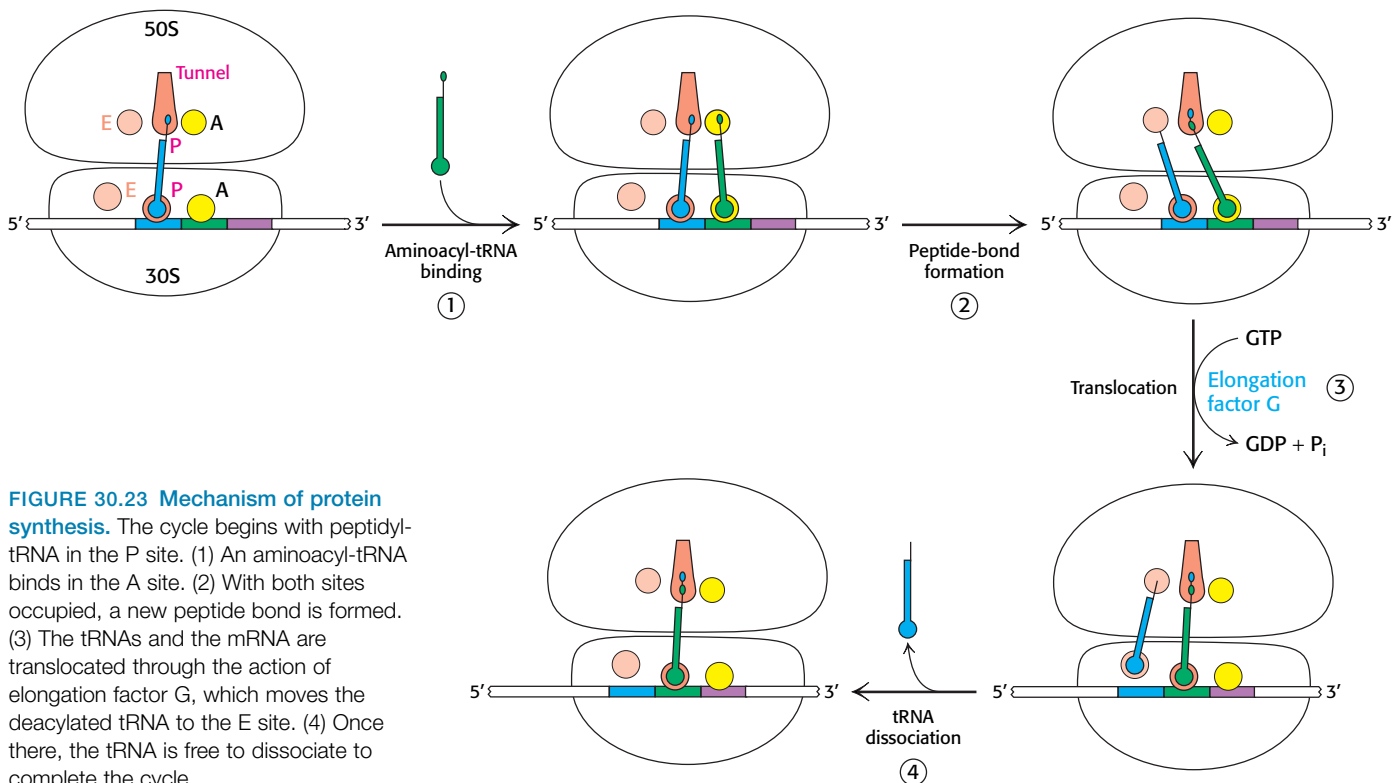 50S
Tunnel
E
A
P
E
P
A
5′
3′
30S
Aminoacyl-tRNA
binding
1
5′
3′
Peptide-bond
formation
2
5′
3′
Translocation
GTP
Elongation
factor G
3
GDP + Pi
FIGURE 30.23 Mechanism of protein
synthesis. The cycle begins with peptidyl-
tRNA in the P site. (1) An aminoacyl-tRNA
binds in the A site. (2) With both sites
occupied, a new peptide bond is formed.
(3) The tRNAs and the mRNA are
translocated through the action of
elongation factor G, which moves the
deacylated tRNA to the E site. (4) Once
there, the tRNA is free to dissociate to
complete the cycle
5′
3′
tRNA
dissociation
4
5′
3′